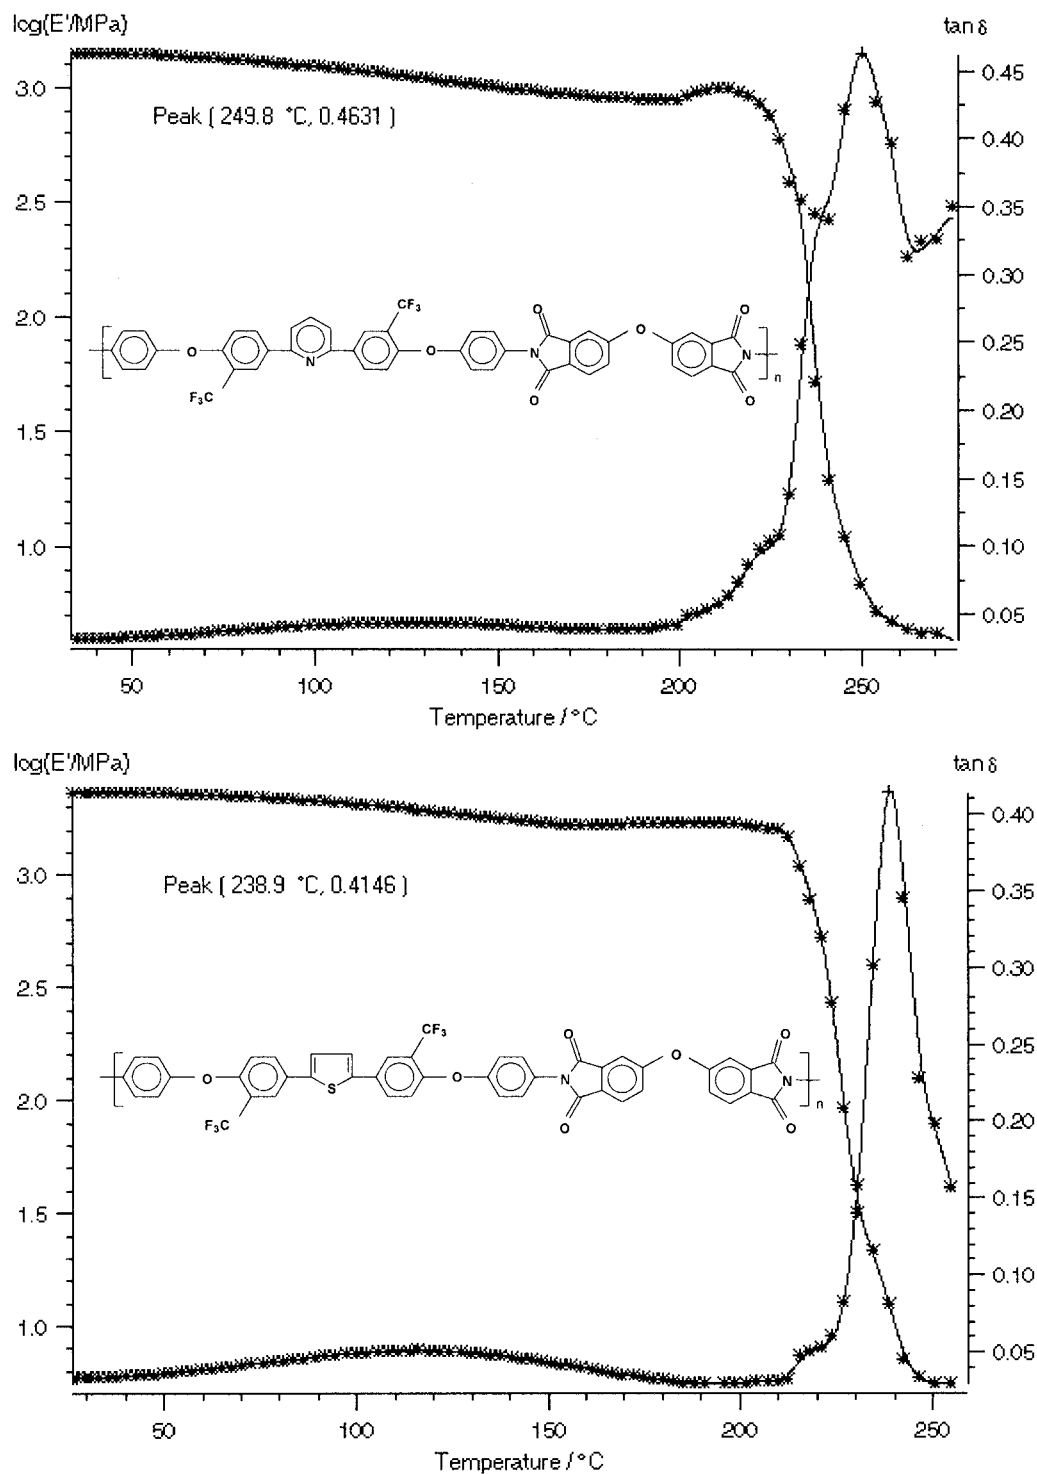 log(E'/MPa)
tan δ
3.0
2.5
2.0
1.5
1.0
0.45
0.40
0.35
0.30
0.25
0.20
0.15
0.10
0.05
Peak ( 249.8 °C, 0.4631 )
CF3
O
O
O
O
O
N
N
N
F3C
O
O
n
50
100
150
200
250
Temperature /°C
log(E'/MPa)
tan δ
3.0
2.5
2.0
1.5
1.0
0.40
0.35
0.30
0.25
0.20
0.15
0.10
0.05
Peak ( 238.9 °C, 0.4146 )
CF3
O
O
O
O
O
N
N
S
F3C
O
O
n
50
100
150
200
250
Temperature /°C